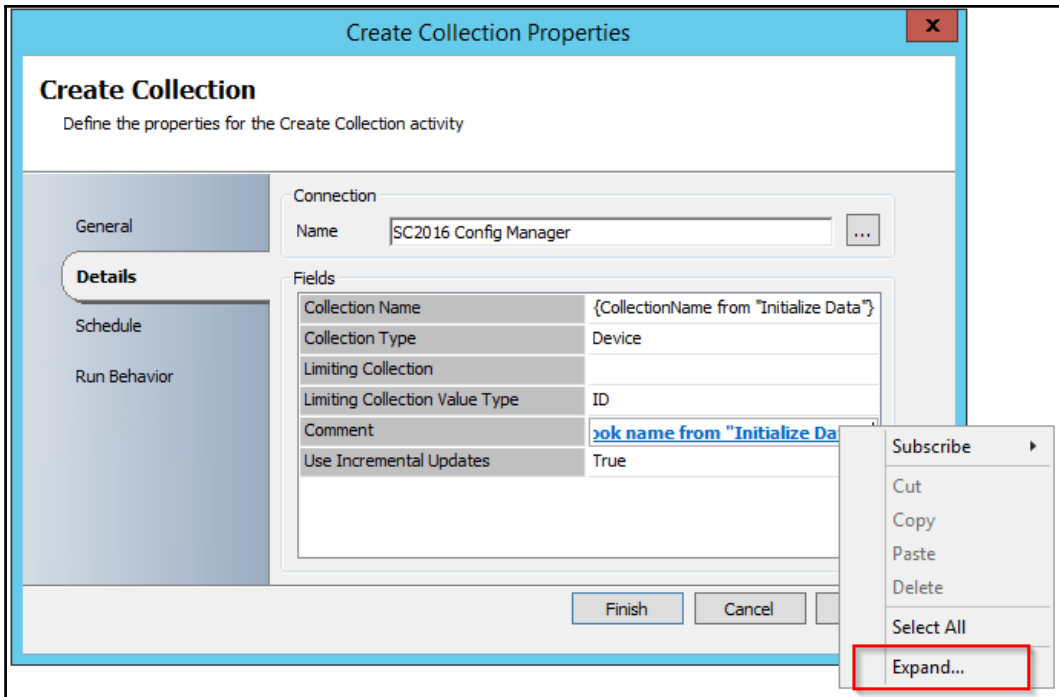 Create Collection Properties
x
Create Collection
Define the properties for the Create Collection activity
General
Details
Schedule
Run Behavior
Connection
Name SC2016 Config Manager ...
Fields
Collection Name {CollectionName from "Initialize Data"}
Collection Type Device
Limiting Collection
Limiting Collection Value Type ID
Comment name from "Initialize
Use Incremental Updates True
Finish Cancel
Subscribe
Cut
Copy
Paste
Delete
Select All
Expand...